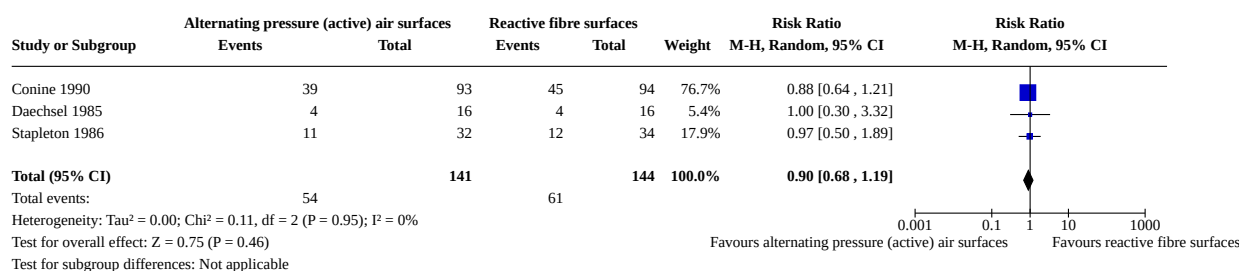 Alternating pressure (active) air surfaces Reactive fibre surfaces Risk Ratio Risk Ratio
Study or Subgroup Events Total Events Total Weight M-H, Random, 95% CI M-H, Random, 95% CI
Conine 1990 39 93 45 94 76.7% 0.88 [0.64 , 1.21]
Daechsel 1985 4 16 4 16 5.4% 1.00 [0.30 , 3.32]
Stapleton 1986 11 32 12 34 17.9% 0.97 [0.50 , 1.89]
Total (95% CI) 141 144 100.0% 0.90 [0.68 , 1.19]
Total events: 54 61
Heterogeneity: Tau² = 0.00; Chi² = 0.11, df = 2 (P = 0.95); I² = 0%
0.001 0.1 1 10 1000
Test for overall effect: Z = 0.75 (P = 0.46) Favours alternating pressure (active) air surfaces Favours reactive fibre surfaces
Test for subgroup differences: Not applicable